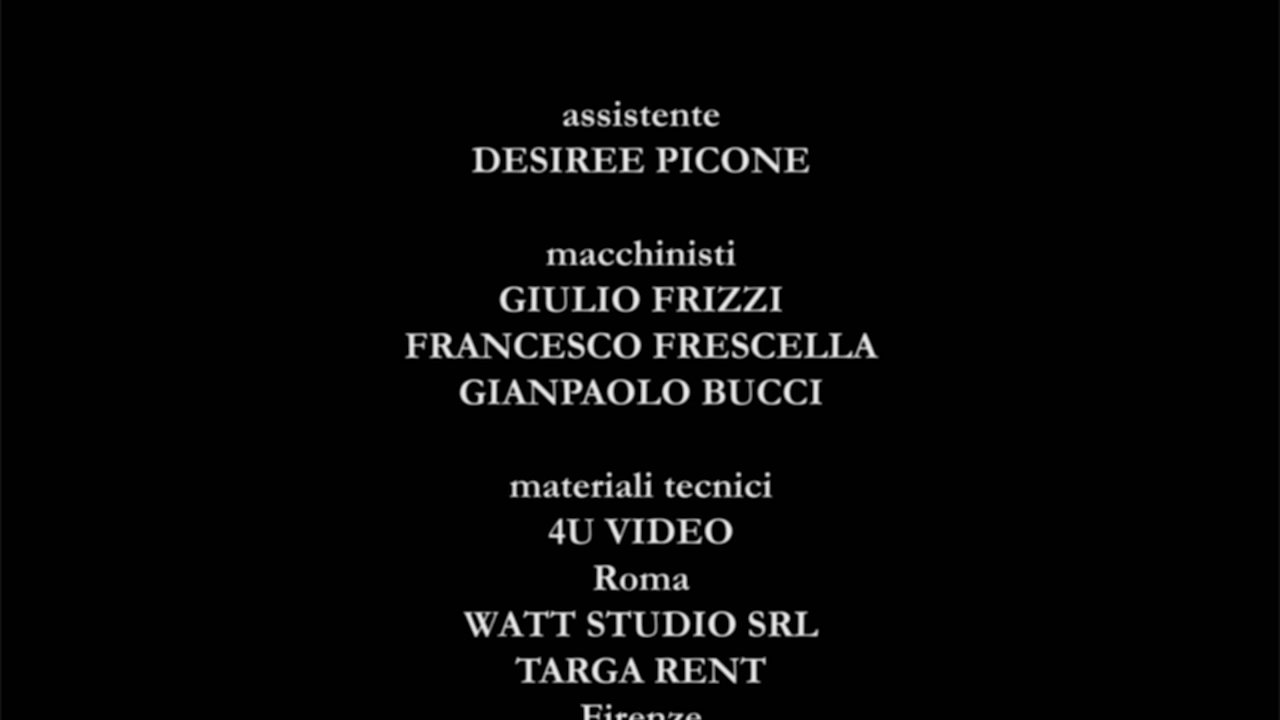 assistente
DESIREE PICONE
macchinisti
GIULIO FRIZZI
FRANCESCO FRESCELLA
GIANPAOLO BUCCI
materiali tecnici
4U VIDEO
Roma
WATT STUDIO SRL
TARGA RENT
Firenze